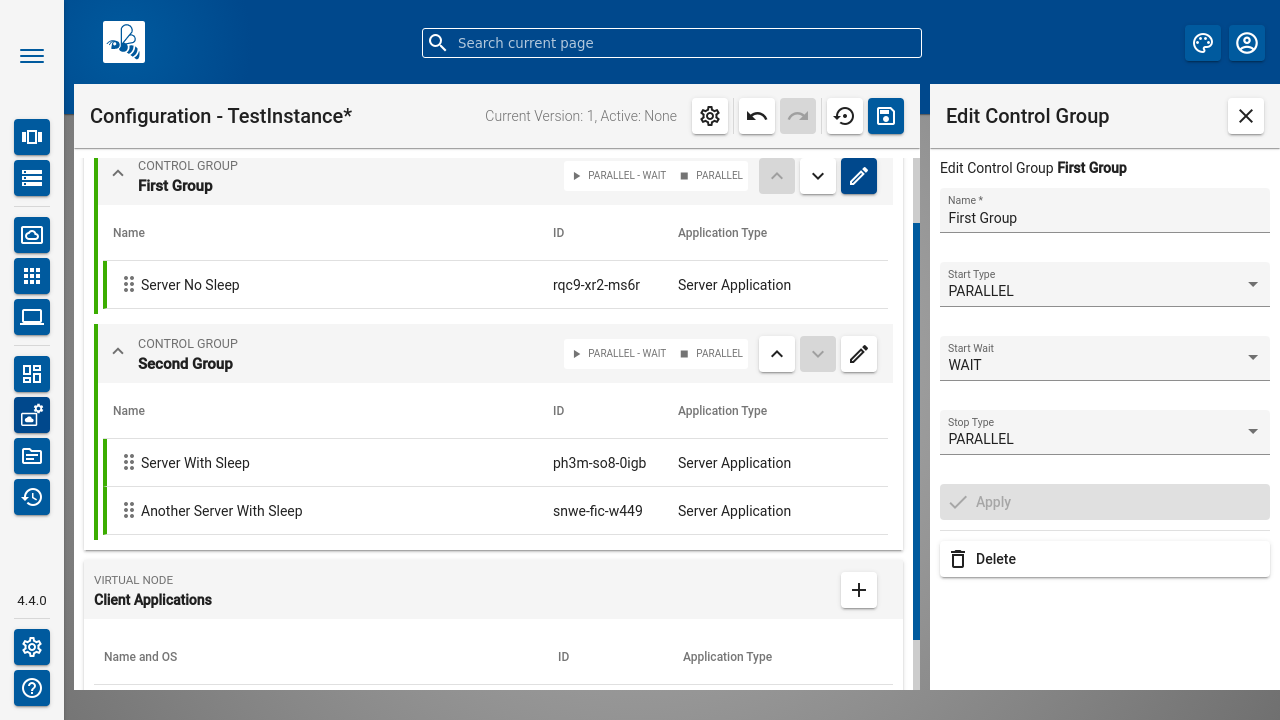 Search current page
Configuration - TestInstance*
Current Version: 1, Active: None
CONTROL GROUP
First Group
PARALLEL - WAIT
PARALLEL
Name
ID
Application Type
Server No Sleep
rqc9-xr2-ms6r
Server Application
CONTROL GROUP
Second Group
PARALLEL - WAIT
PARALLEL
Name
ID
Application Type
Server With Sleep
ph3m-so8-0igb
Server Application
Another Server With Sleep
snwe-fic-w449
Server Application
VIRTUAL NODE
Client Applications
Name and OS
ID
Application Type
Edit Control Group
Edit Control Group First Group
Name *
First Group
Start Type
PARALLEL
Start Wait
WAIT
Stop Type
PARALLEL
Apply
Delete
4.4.0